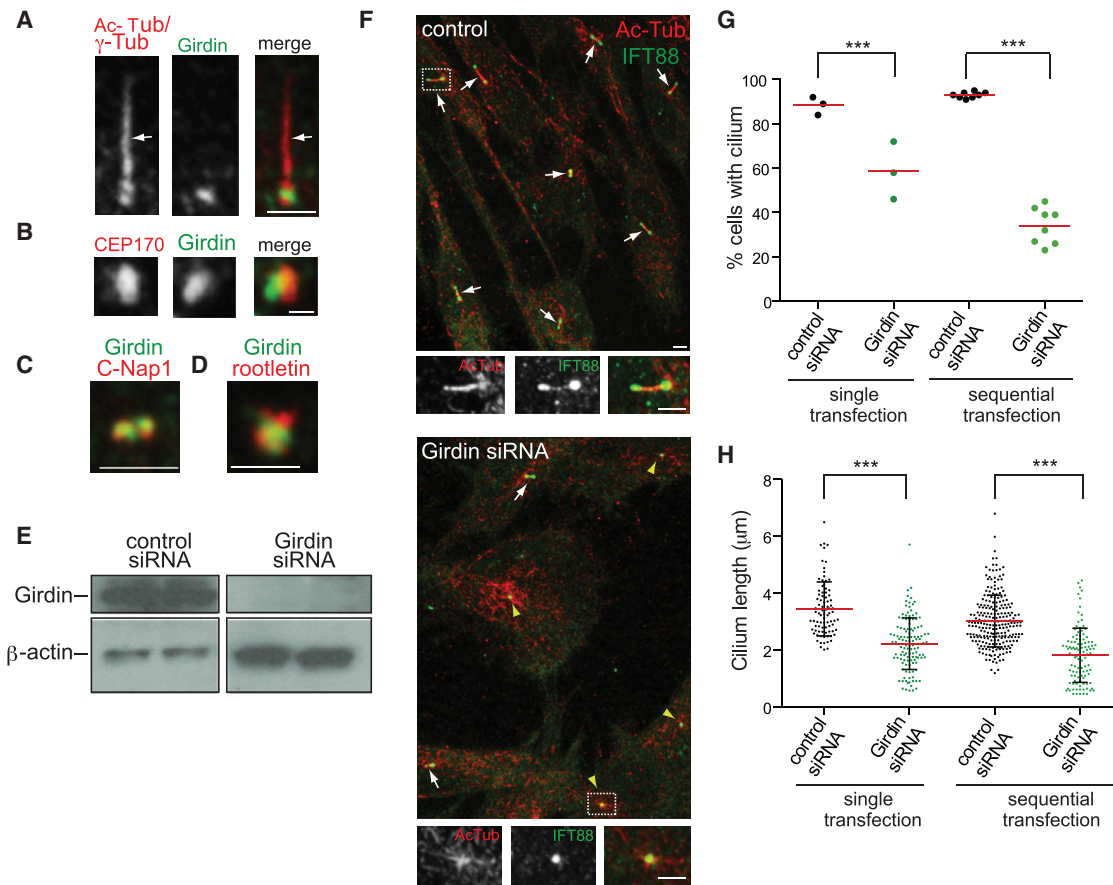 A
Ac- Tub/
γ-Tub
Girdin
merge
B
CEP170
Girdin
merge
C
Girdin
C-Nap1
D
Girdin
rootletin
E
control
siRNA
Girdin
siRNA
Girdin
β-actin
F
control
Ac-Tub
IFT88
AcTub
IFT88
Girdin siRNA
AcTub
IFT88
G
***
***
% cells with cilium
100
80
60
40
20
0
control
siRNA
Girdin
siRNA
control
siRNA
Girdin
siRNA
single
transfection
sequential
transfection
H
***
***
Cilium length (μm)
8
6
4
2
0
control
siRNA
Girdin
siRNA
control
siRNA
Girdin
siRNA
single
transfection
sequential
transfection